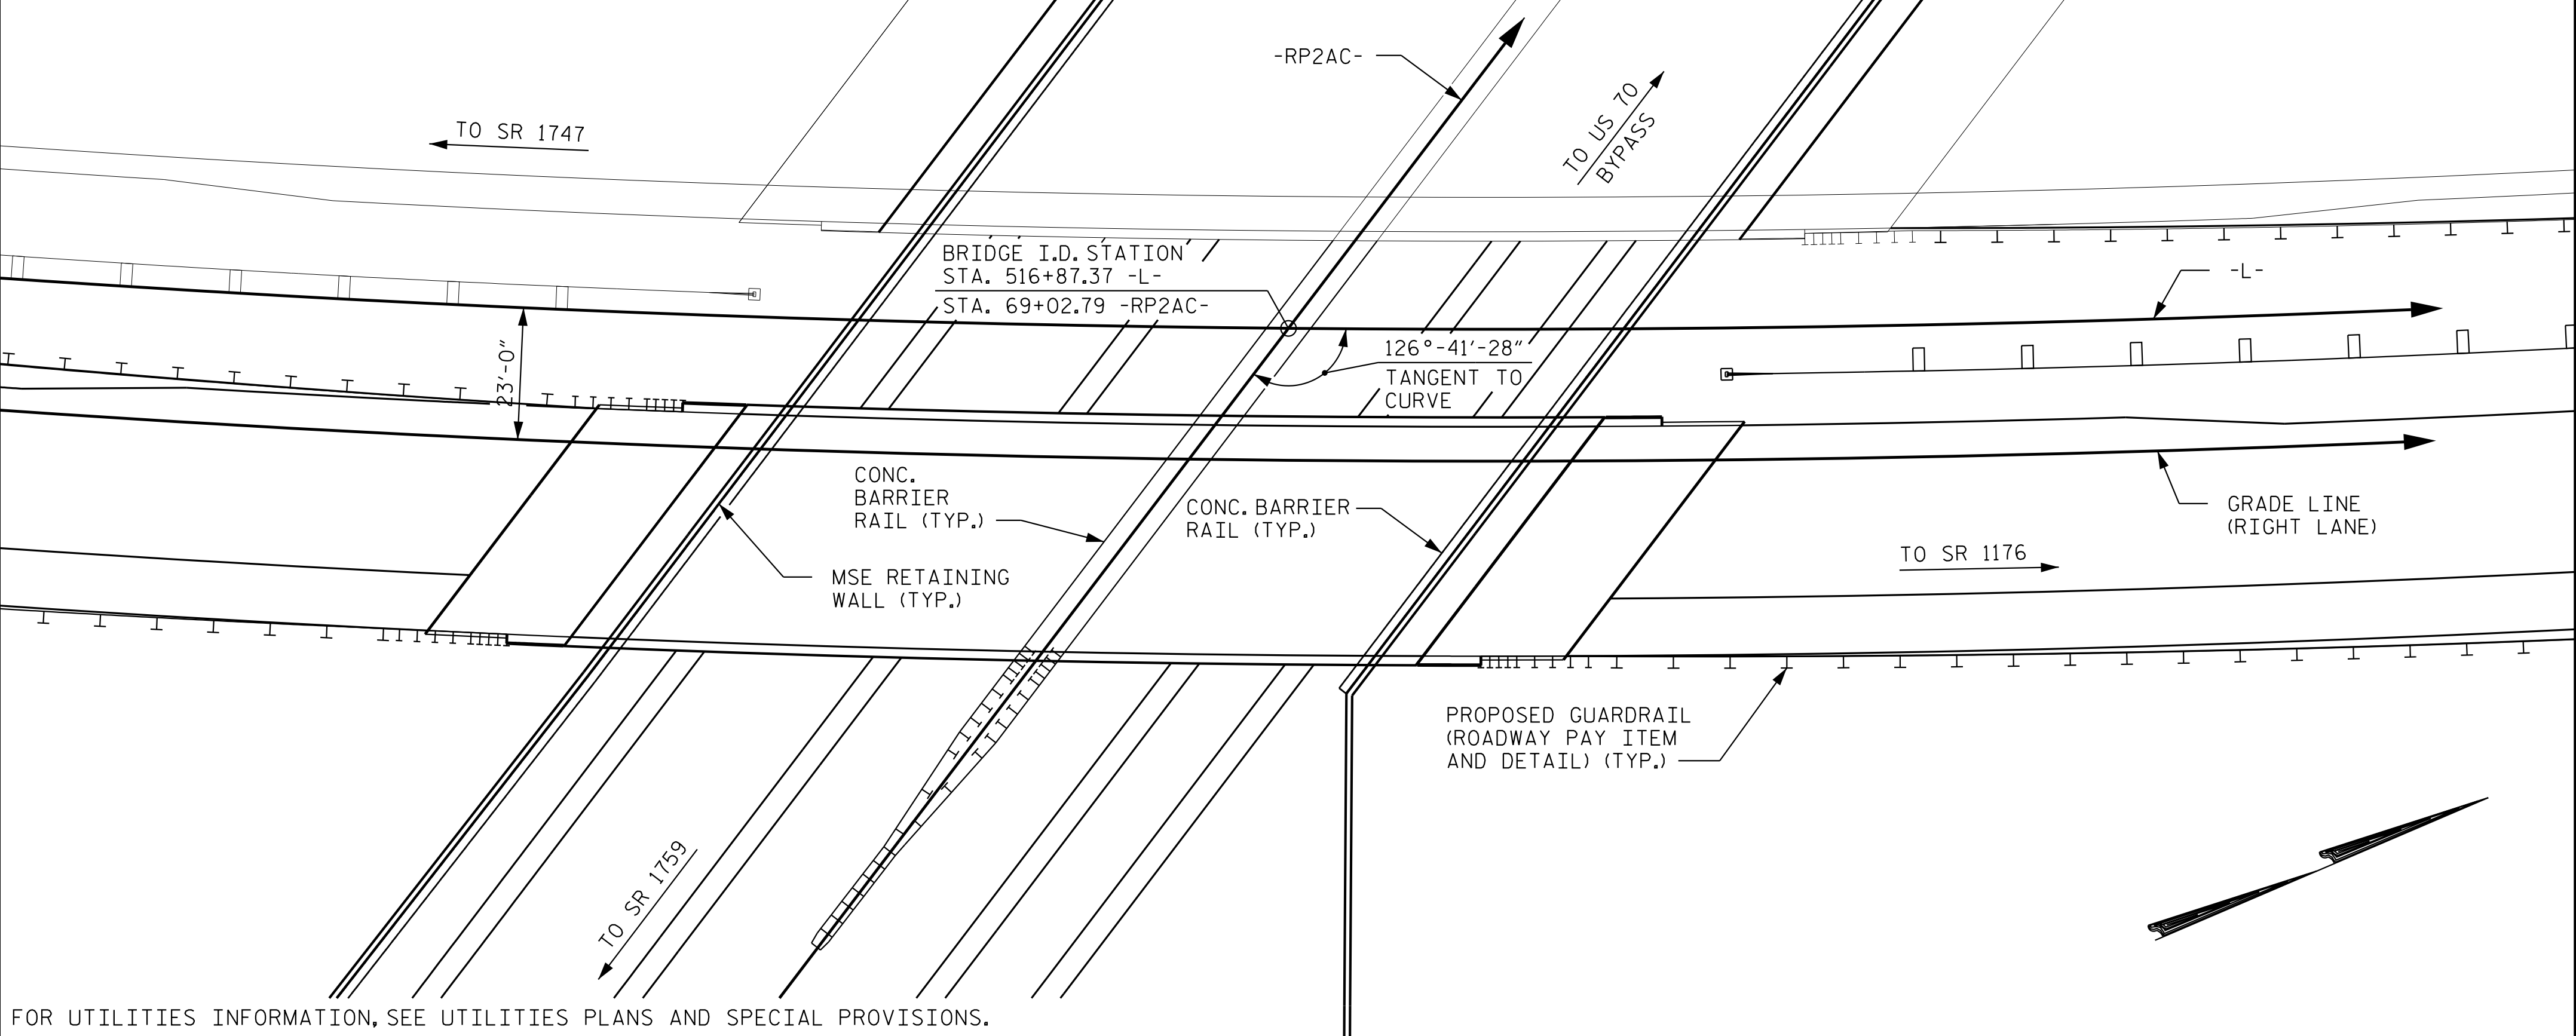 -RP2AC-
TO US 70
BYPASS
TO SR 1747
BRIDGE I.D. STATION
STA. 516+87.37 -L-
STA. 69+02.79 -RP2AC-
-L-
23'-0"
126°-41'-28"
TANGENT TO
CURVE
CONC.
BARRIER
RAIL (TYP.)
CONC. BARRIER
RAIL (TYP.)
GRADE LINE
(RIGHT LANE)
TO SR 1176
MSE RETAINING
WALL (TYP.)
PROPOSED GUARDRAIL
(ROADWAY PAY ITEM
AND DETAIL) (TYP.)
TO SR 1759
FOR UTILITIES INFORMATION, SEE UTILITIES PLANS AND SPECIAL PROVISIONS.